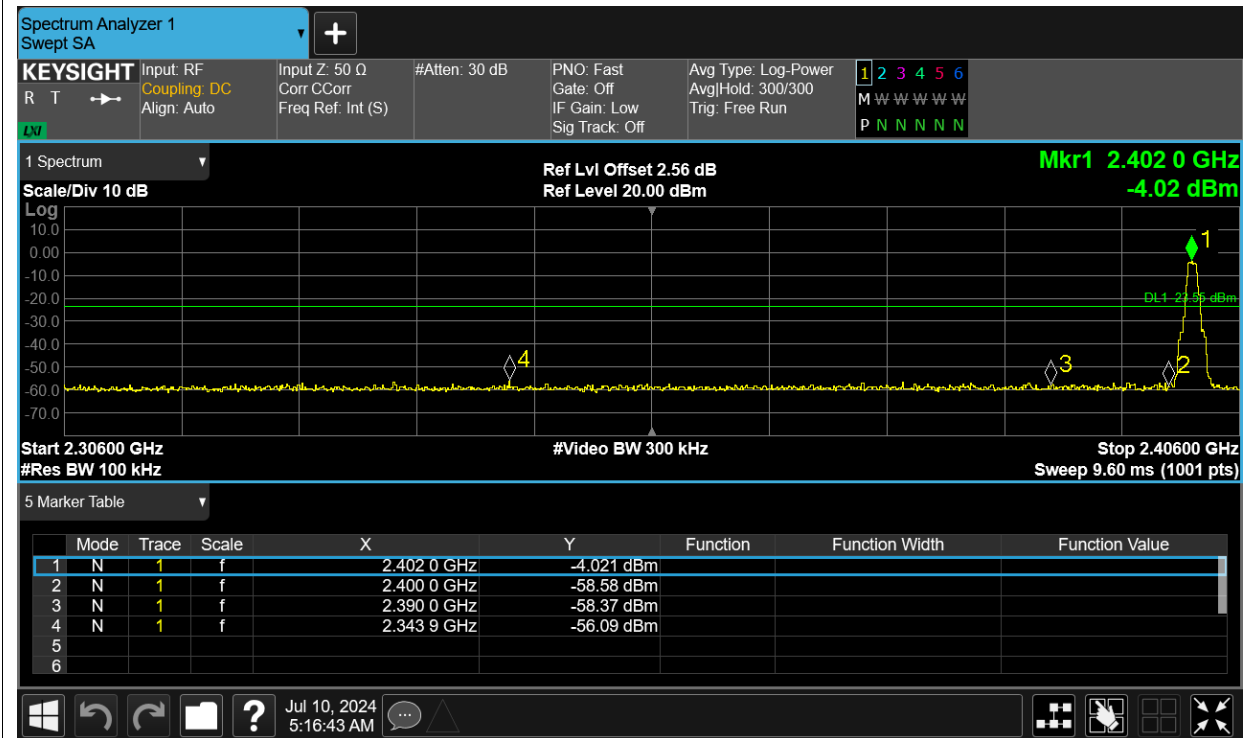 Spectrum Analyzer 1
Swept SA
KEYSIGHT
R T
LXI
Input: RF
Coupling: DC
Align: Auto
Input Z: 50 Ω
Corr CCorr
Freq Ref: Int (S)
#Atten: 30 dB
PNO: Fast
Gate: Off
IF Gain: Low
Sig Track: Off
Avg Type: Log-Power
Avg|Hold: 300/300
Trig: Free Run
1 2 3 4 5 6
M W W W W W
P N N N N N
1 Spectrum
Scale/Div 10 dB
Ref Lvl Offset 2.56 dB
Ref Level 20.00 dBm
Mkr1 2.402 0 GHz
-4.02 dBm
Log
10.0
0.00
-10.0
-20.0
-30.0
-40.0
-50.0
-60.0
-70.0
1
DL1 -23.55 dBm
4
3
2
Start 2.30600 GHz
#Res BW 100 kHz
#Video BW 300 kHz
Stop 2.40600 GHz
Sweep 9.60 ms (1001 pts)
5 Marker Table
Mode Trace Scale X Y Function Function Width Function Value
1 N 1 f 2.402 0 GHz -4.021 dBm
2 N 1 f 2.400 0 GHz -58.58 dBm
3 N 1 f 2.390 0 GHz -58.37 dBm
4 N 1 f 2.343 9 GHz -56.09 dBm
5
6
?
Jul 10, 2024
5:16:43 AM